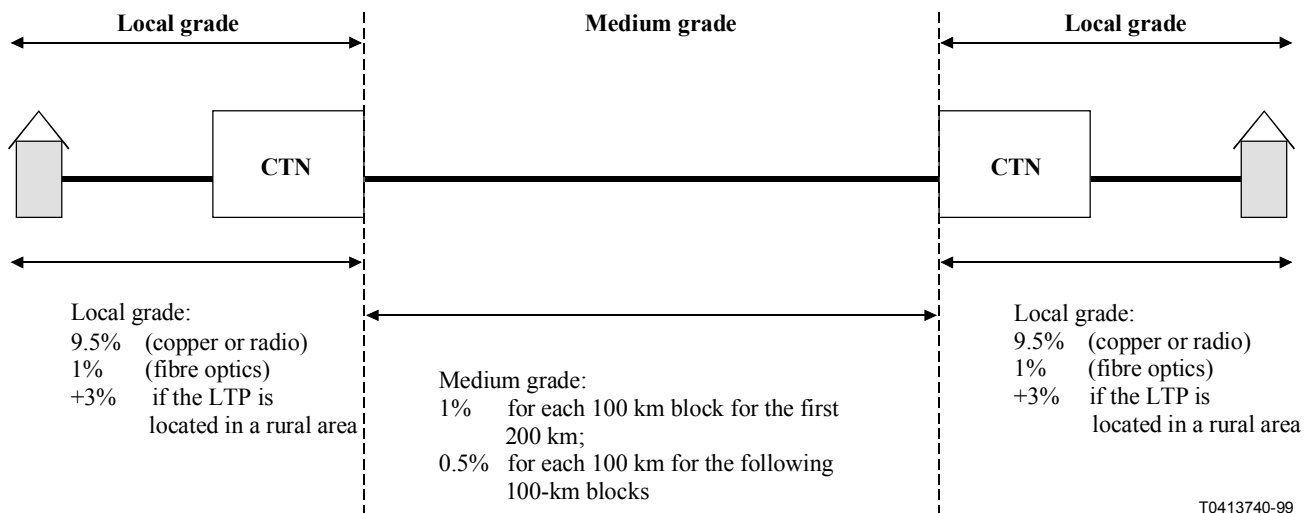 Local grade
Medium grade
Local grade
CTN
CTN
Local grade:
9.5% (copper or radio)
1% (fibre optics)
+3% if the LTP is
located in a rural area
Medium grade:
1% for each 100 km block for the first
200 km;
0.5% for each 100 km for the following
100-km blocks
Local grade:
9.5% (copper or radio)
1% (fibre optics)
+3% if the LTP is
located in a rural area
T0413740-99